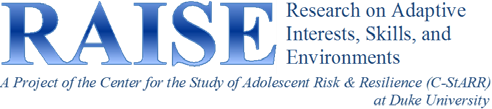 RAISE
Research on Adaptive
Interests, Skills, and
Environments
A Project of the Center for the Study of Adolescent Risk & Resilience (C-StARR)
at Duke University